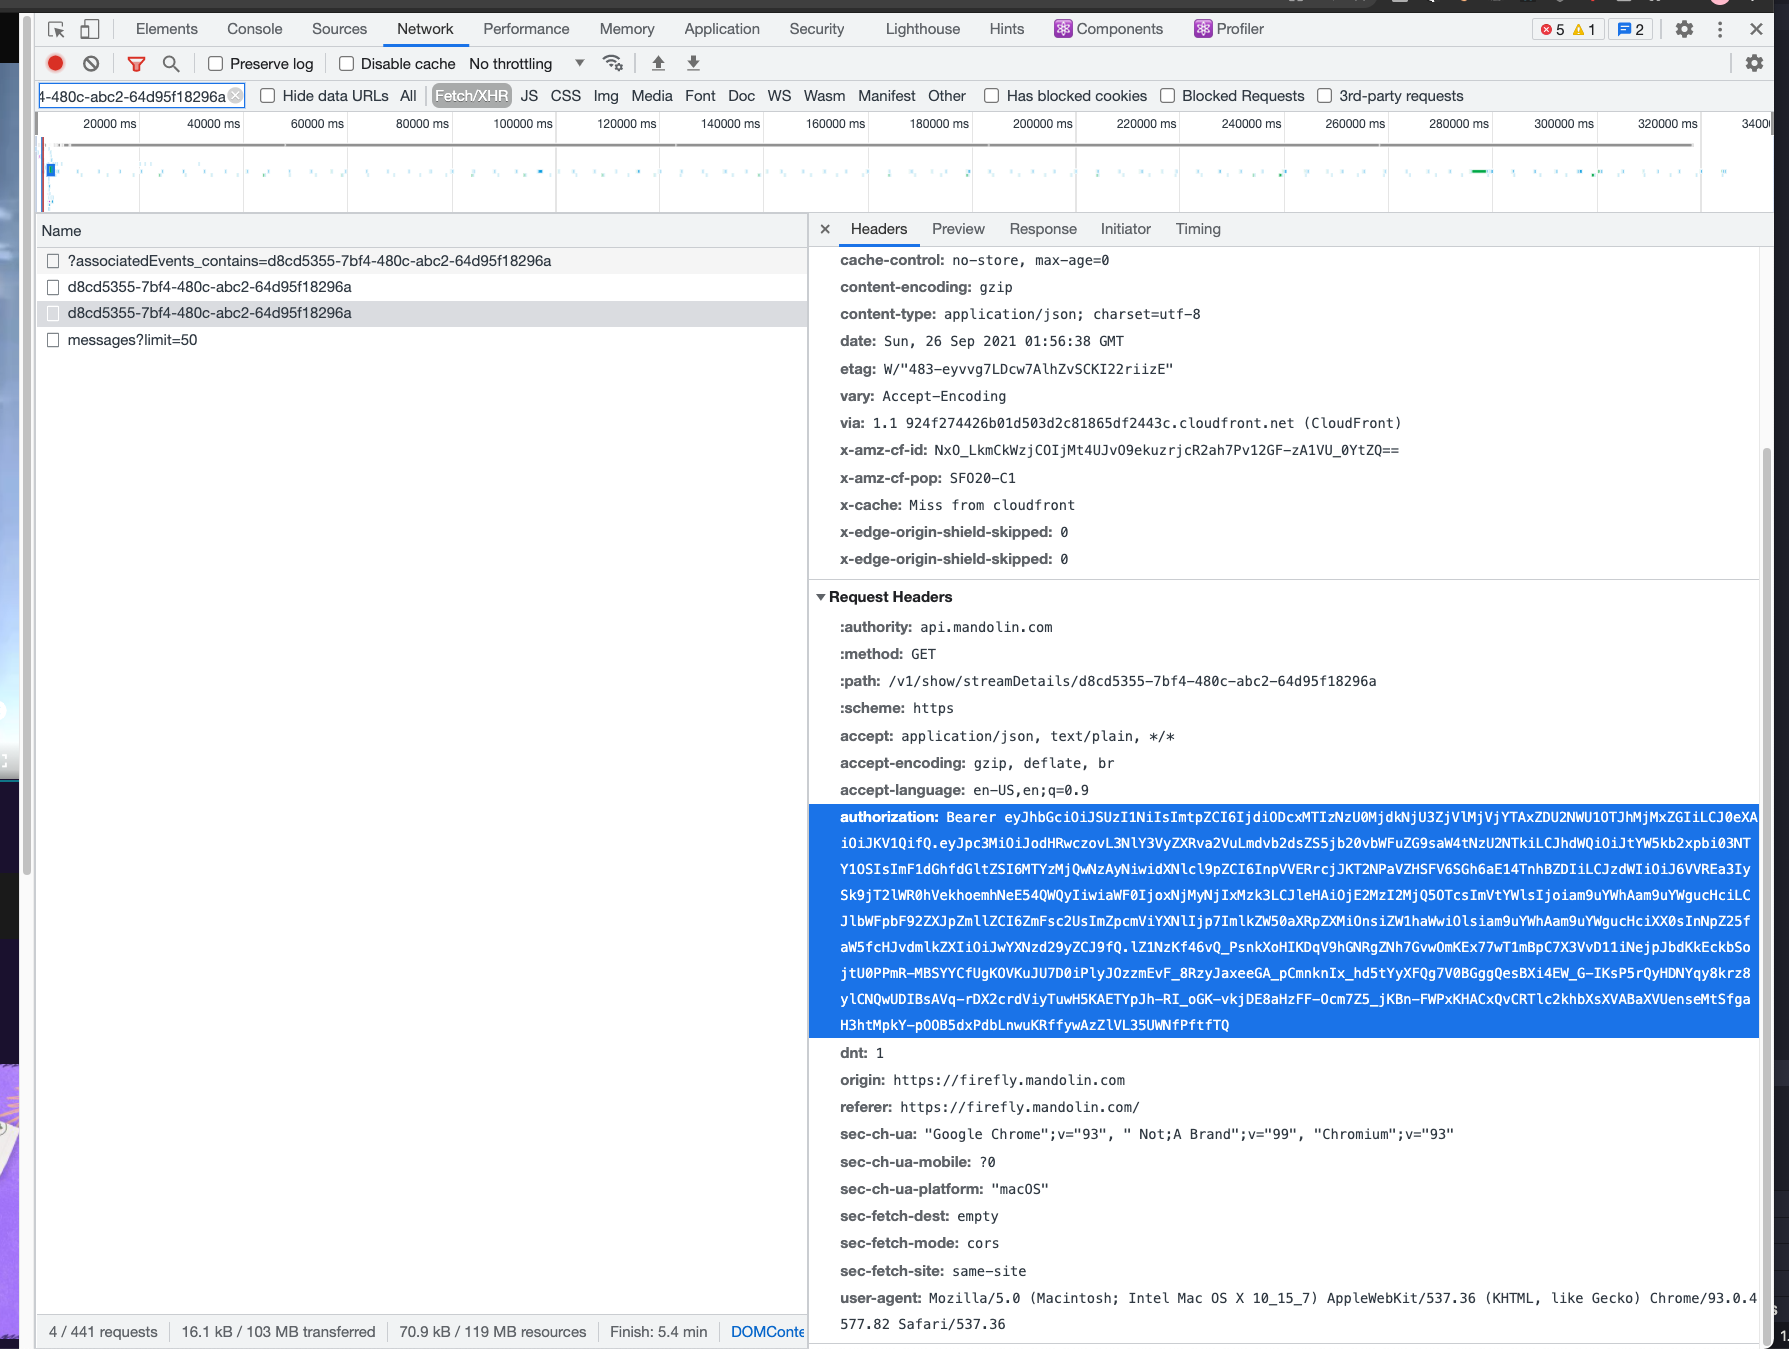 Elements Console Sources Network Performance Memory Application Security Lighthouse Hints Components Profiler 5 1 2
Preserve log Disable cache No throttling
4-480c-abc2-64d95f18296a Hide data URLs All Fetch/XHR JS CSS Img Media Font Doc WS Wasm Manifest Other Has blocked cookies Blocked Requests 3rd-party requests
20000 ms 40000 ms 60000 ms 80000 ms 100000 ms 120000 ms 140000 ms 160000 ms 180000 ms 200000 ms 220000 ms 240000 ms 260000 ms 280000 ms 300000 ms 320000 ms 3400
Name
?associatedEvents_contains=d8cd5355-7bf4-480c-abc2-64d95f18296a
d8cd5355-7bf4-480c-abc2-64d95f18296a
d8cd5355-7bf4-480c-abc2-64d95f18296a
messages?limit=50
Headers Preview Response Initiator Timing
cache-control: no-store, max-age=0
content-encoding: gzip
content-type: application/json; charset=utf-8
date: Sun, 26 Sep 2021 01:56:38 GMT
etag: W/"483-eyvvg7LDcw7AlhZvSCKI22riizE"
vary: Accept-Encoding
via: 1.1 924f274426b01d503d2c81865df2443c.cloudfront.net (CloudFront)
x-amz-cf-id: NxO_LkmCkWzjCOIjMt4UJvO9ekuzrjcR2ah7Pv12GF-zA1VU_0YtZQ==
x-amz-cf-pop: SFO20-C1
x-cache: Miss from cloudfront
x-edge-origin-shield-skipped: 0
x-edge-origin-shield-skipped: 0
Request Headers
:authority: api.mandolin.com
:method: GET
:path: /v1/show/streamDetails/d8cd5355-7bf4-480c-abc2-64d95f18296a
:scheme: https
accept: application/json, text/plain, */*
accept-encoding: gzip, deflate, br
accept-language: en-US,en;q=0.9
authorization: Bearer
dnt: 1
origin: https://firefly.mandolin.com
referer: https://firefly.mandolin.com/
sec-ch-ua: "Google Chrome";v="93", " Not;A Brand";v="99", "Chromium";v="93"
sec-ch-ua-mobile: ?0
sec-ch-ua-platform: "macOS"
sec-fetch-dest: empty
sec-fetch-mode: cors
sec-fetch-site: same-site
user-agent: Mozilla/5.0 (Macintosh; Intel Mac OS X 10_15_7) AppleWebKit/537.36 (KHTML, like Gecko) Chrome/93.0.4
577.82 Safari/537.36
4 / 441 requests 16.1 kB / 103 MB transferred 70.9 kB / 119 MB resources Finish: 5.4 min DOMConte